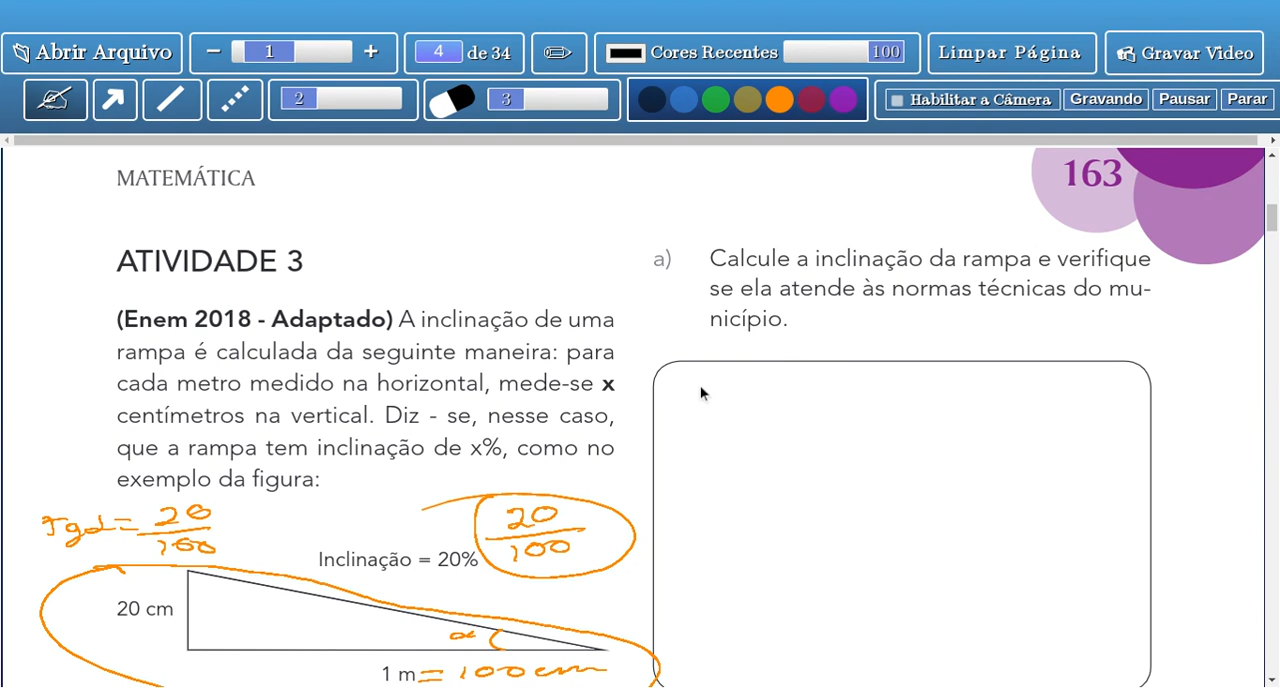 Abrir Arquivo
− 1 +
4 de 34
Cores Recentes 100
Limpar Página
Gravar Video
2
3
Habilitar a Câmera
Gravando
Pausar
Parar
MATEMÁTICA
163
ATIVIDADE 3
(Enem 2018 - Adaptado) A inclinação de uma
rampa é calculada da seguinte maneira: para
cada metro medido na horizontal, mede-se x
centímetros na vertical. Diz - se, nesse caso,
que a rampa tem inclinação de x%, como no
exemplo da figura:
Tgα = 20/100
20/100
Inclinação = 20%
20 cm
α
1 m = 100cm
a) Calcule a inclinação da rampa e verifique
se ela atende às normas técnicas do mu-
nicípio.